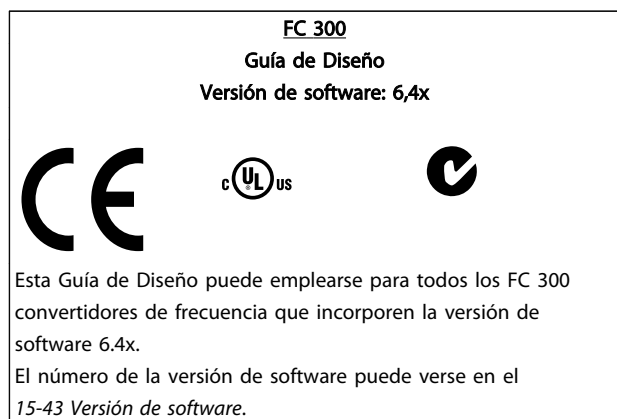 FC 300
Guía de Diseño
Versión de software: 6,4x
CE
c UL ® US
Esta Guía de Diseño puede emplearse para todos los FC 300
convertidores de frecuencia que incorporen la versión de
software 6.4x.
El número de la versión de software puede verse en el
15-43 Versión de software.